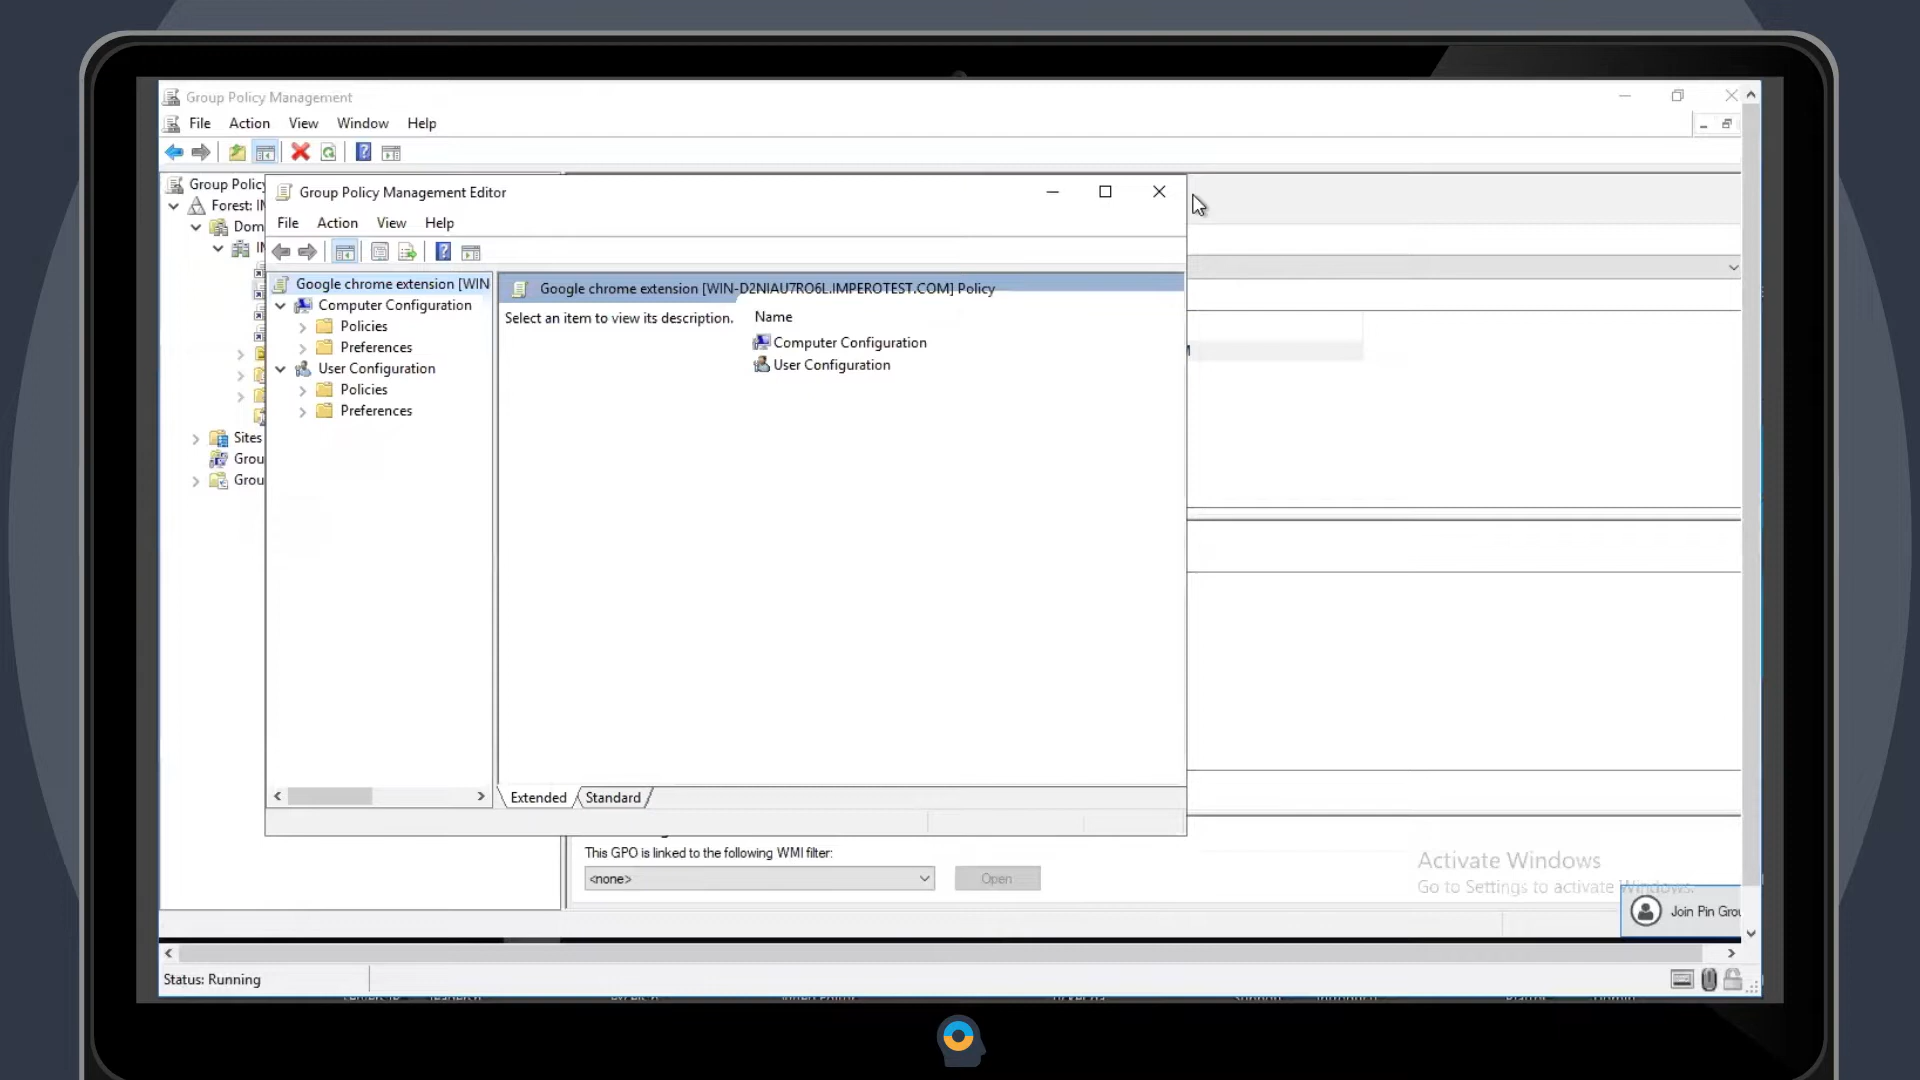 Group Policy Management
File Action View Window Help
Group Policy
Forest:
Group Policy Management Editor
File Action View Help
Google chrome extension [WIN
Computer Configuration
Policies
Preferences
User Configuration
Policies
Preferences
Google chrome extension [WIN-D2NIAU7RO6L.IMPEROTEST.COM] Policy
Select an item to view its description.
Name
Computer Configuration
User Configuration
Dom
Sites
Grou
Grou
Extended
Standard
This GPO is linked to the following WMI filter:
<none>
Open
Activate Windows
Go to Settings to activate Windows.
Join Pin Grou
Status: Running